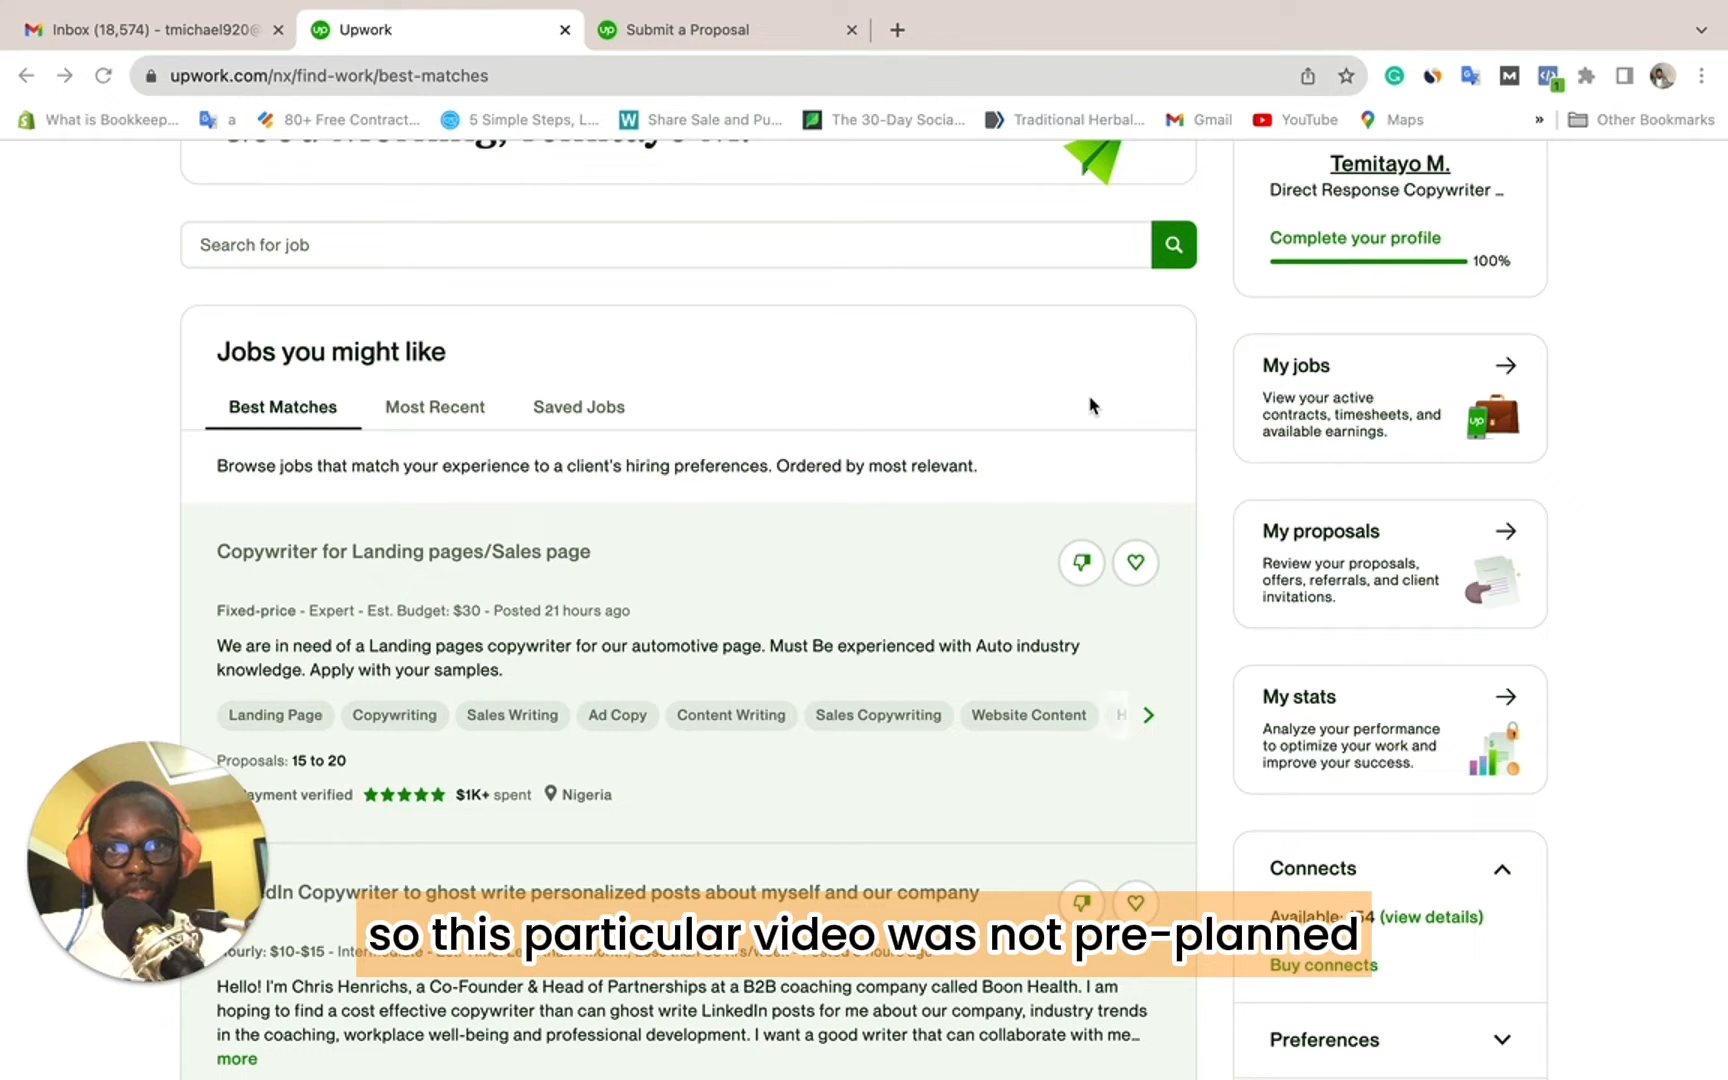 Inbox (18,574) - tmichael920@
Upwork
Submit a Proposal
upwork.com/nx/find-work/best-matches
What is Bookkeep...
a
80+ Free Contract...
5 Simple Steps, L...
Share Sale and Pu...
The 30-Day Socia...
Traditional Herbal...
Gmail
YouTube
Maps
»
Other Bookmarks
Temitayo M.
Direct Response Copywriter ...
Complete your profile
100%
Search for job
Jobs you might like
Best Matches
Most Recent
Saved Jobs
Browse jobs that match your experience to a client's hiring preferences. Ordered by most relevant.
Copywriter for Landing pages/Sales page
Fixed-price - Expert - Est. Budget: $30 - Posted 21 hours ago
We are in need of a Landing pages copywriter for our automotive page. Must Be experienced with Auto industry
knowledge. Apply with your samples.
Landing Page
Copywriting
Sales Writing
Ad Copy
Content Writing
Sales Copywriting
Website Content
H
Proposals: 15 to 20
ayment verified
$1K+ spent
Nigeria
dIn Copywriter to ghost write personalized posts about myself and our company
so this particular video was not pre-planned
ourly: $10-$15
Hello! I'm Chris Henrichs, a Co-Founder & Head of Partnerships at a B2B coaching company called Boon Health. I am
hoping to find a cost effective copywriter than can ghost write LinkedIn posts for me about our company, industry trends
in the coaching, workplace well-being and professional development. I want a good writer that can collaborate with me...
more
My jobs
View your active
contracts, timesheets, and
available earnings.
up
My proposals
Review your proposals,
offers, referrals, and client
invitations.
My stats
Analyze your performance
to optimize your work and
improve your success.
Connects
(view details)
Buy connects
Preferences